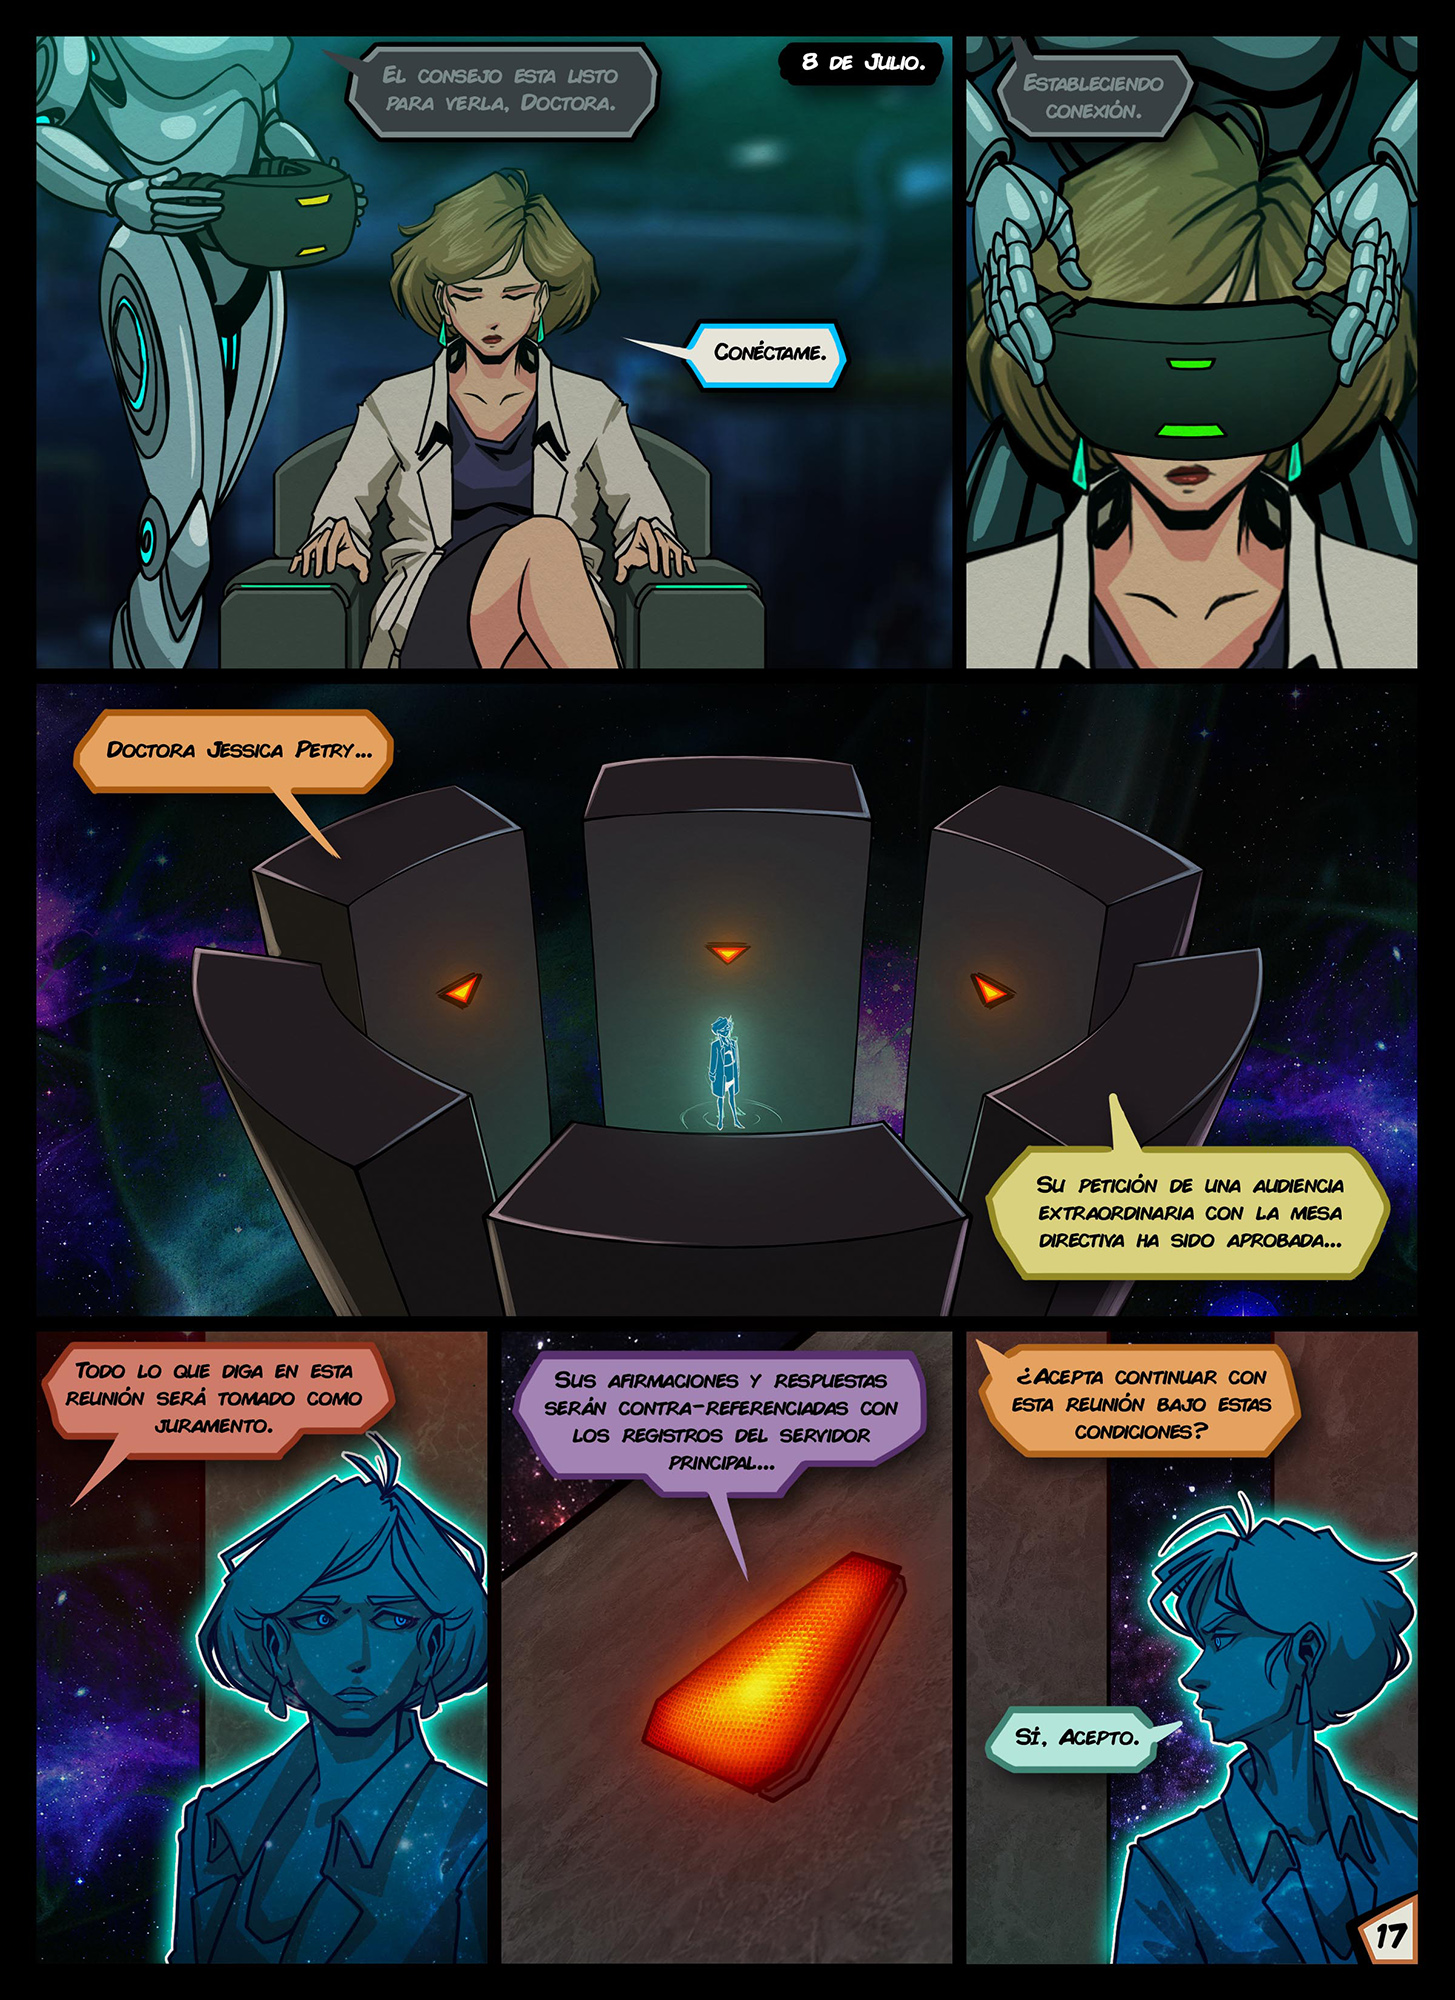 El consejo esta listo
para verla, Doctora.
8 de Julio.
Conéctame.
Estableciendo
conexión.
Doctora Jessica Petry...
Su petición de una audiencia
extraordinaria con la mesa
directiva ha sido aprobada...
Todo lo que diga en esta
reunión será tomado como
juramento.
Sus afirmaciones y respuestas
serán contra-referenciadas con
los registros del servidor
principal...
¿Acepta continuar con
esta reunión bajo estas
condiciones?
Sí, Acepto.
17